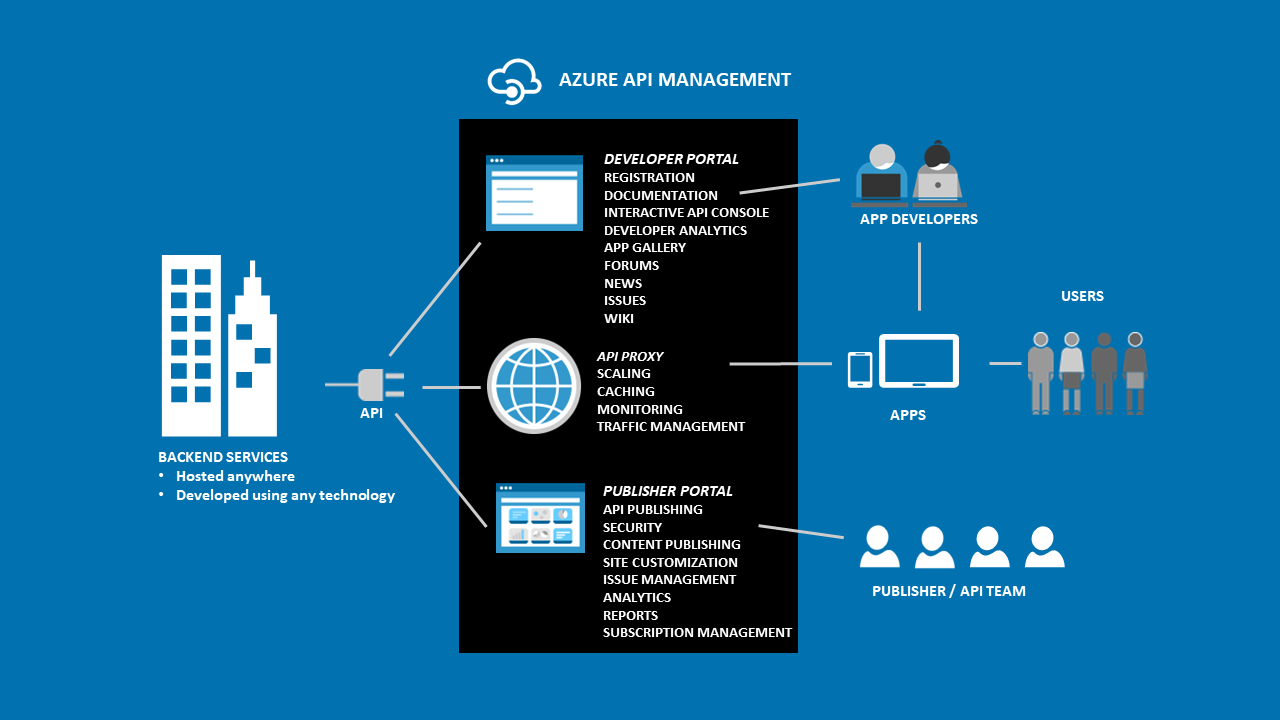 AZURE API MANAGEMENT
DEVELOPER PORTAL
REGISTRATION
DOCUMENTATION
INTERACTIVE API CONSOLE
DEVELOPER ANALYTICS
APP GALLERY
FORUMS
NEWS
ISSUES
WIKI
APP DEVELOPERS
USERS
API PROXY
SCALING
CACHING
MONITORING
TRAFFIC MANAGEMENT
API
APPS
BACKEND SERVICES
• Hosted anywhere
• Developed using any technology
PUBLISHER PORTAL
API PUBLISHING
SECURITY
CONTENT PUBLISHING
SITE CUSTOMIZATION
ISSUE MANAGEMENT
ANALYTICS
REPORTS
SUBSCRIPTION MANAGEMENT
PUBLISHER / API TEAM